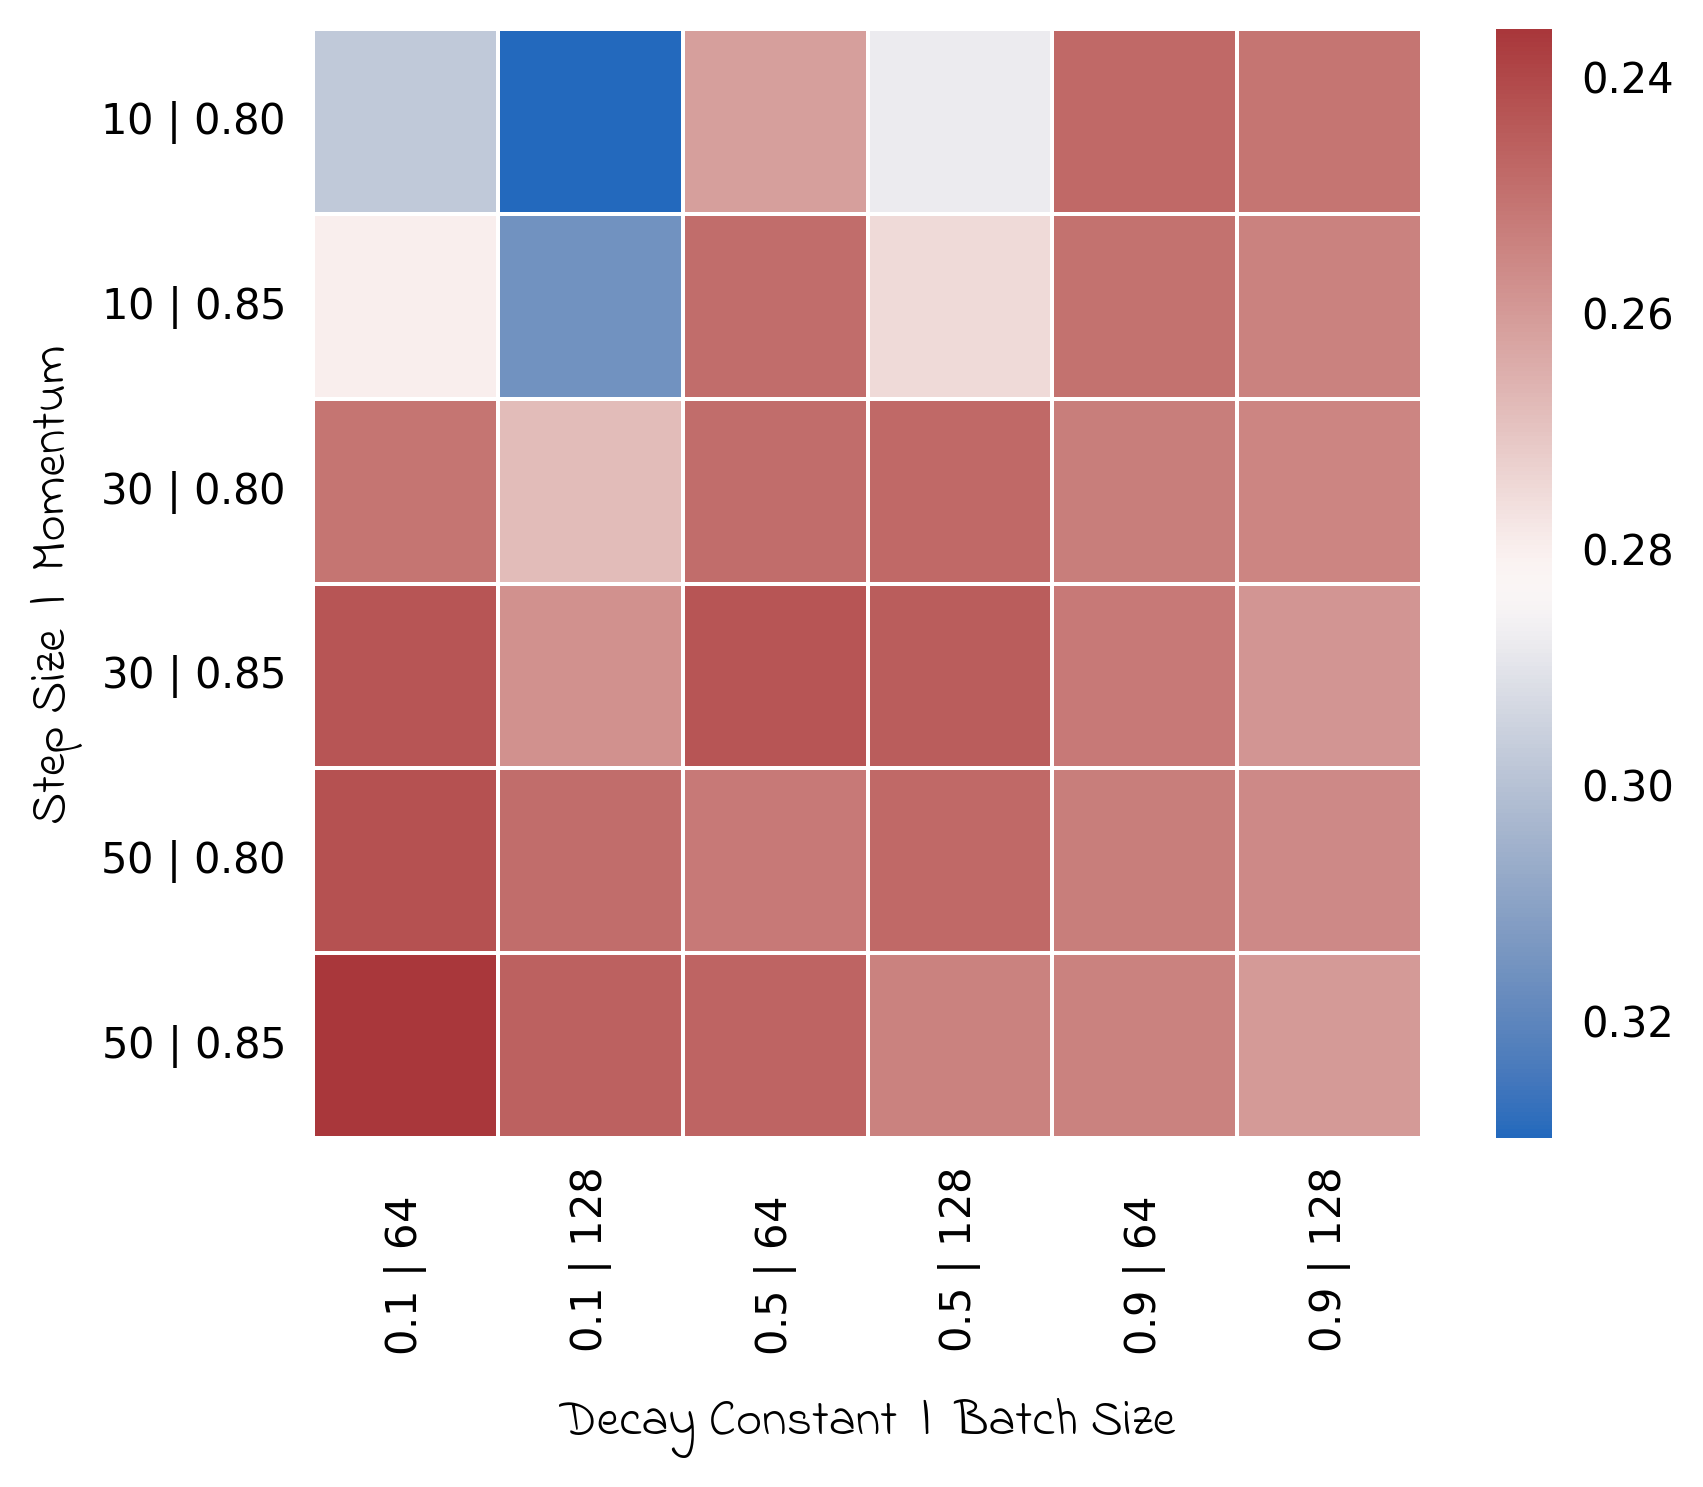 10 | 0.80
10 | 0.85
30 | 0.80
30 | 0.85
50 | 0.80
50 | 0.85
Step Size | Momentum
0.1 | 64
0.1 | 128
0.5 | 64
0.5 | 128
0.9 | 64
0.9 | 128
Decay Constant | Batch Size
0.24
0.26
0.28
0.30
0.32